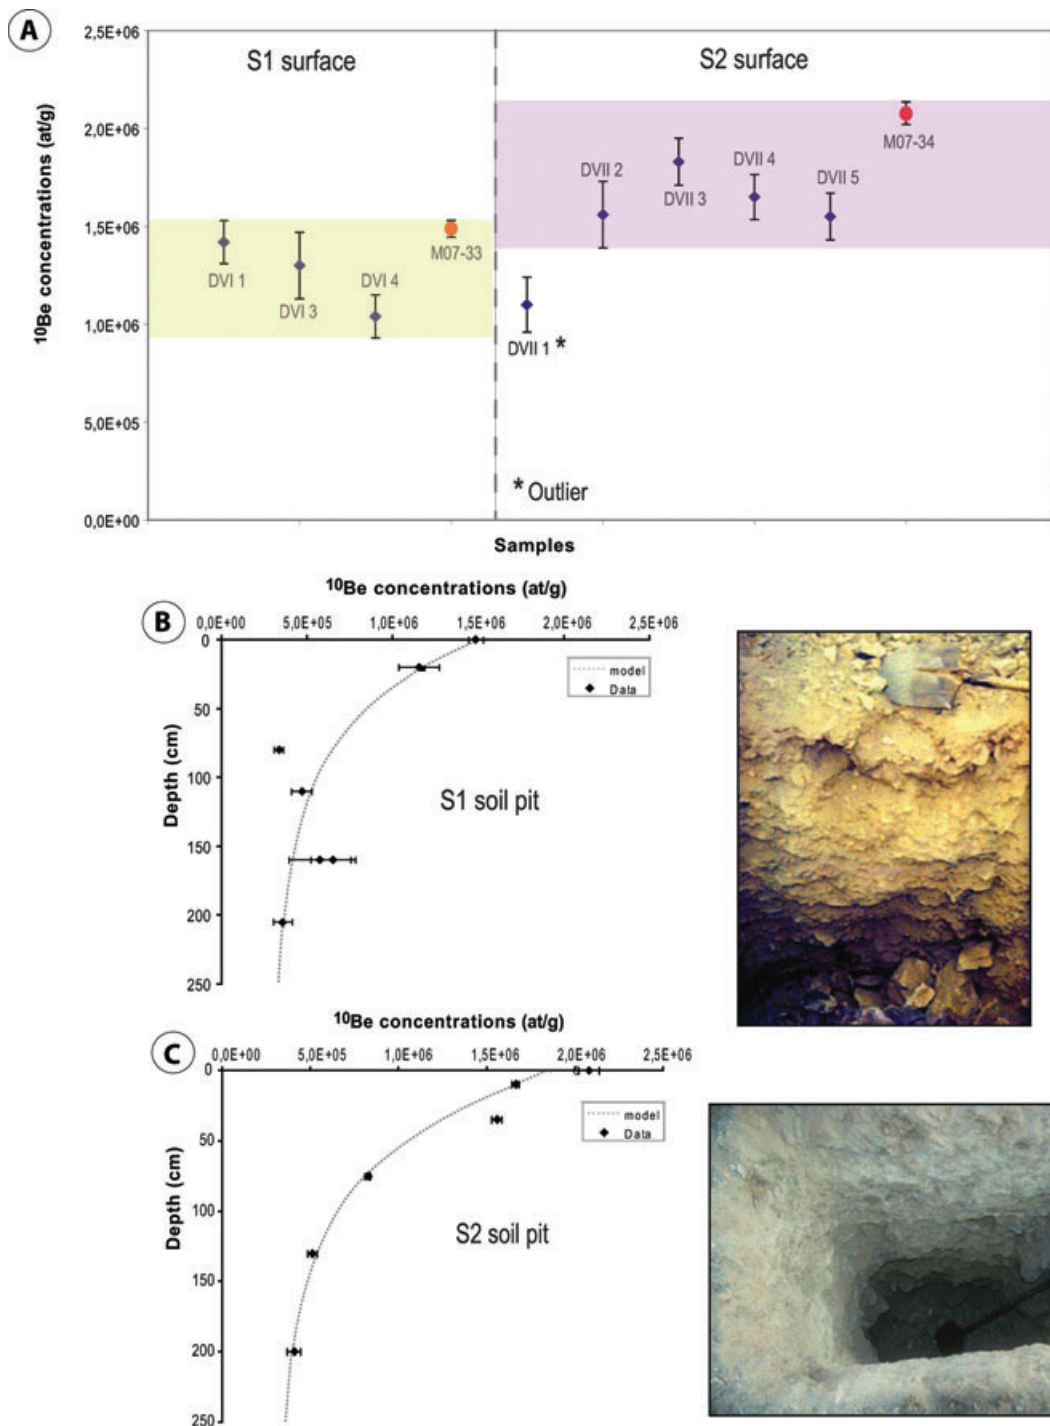 A
S1 surface
S2 surface
10Be concentrations (at/g)
2,5E+06
2,0E+06
1,5E+06
1,0E+06
5,0E+05
0,0E+00
DVI 1
DVI 3
DVI 4
M07-33
DVII 1 *
DVII 2
DVII 3
DVII 4
DVII 5
M07-34
* Outlier
Samples
B
10Be concentrations (at/g)
0,0E+00 5,0E+05 1,0E+06 1,5E+06 2,0E+06 2,5E+06
Depth (cm)
0
50
100
150
200
250
model
Data
S1 soil pit
C
10Be concentrations (at/g)
0,0E+00 5,0E+05 1,0E+06 1,5E+06 2,0E+06 2,5E+06
Depth (cm)
0
50
100
150
200
250
model
Data
S2 soil pit